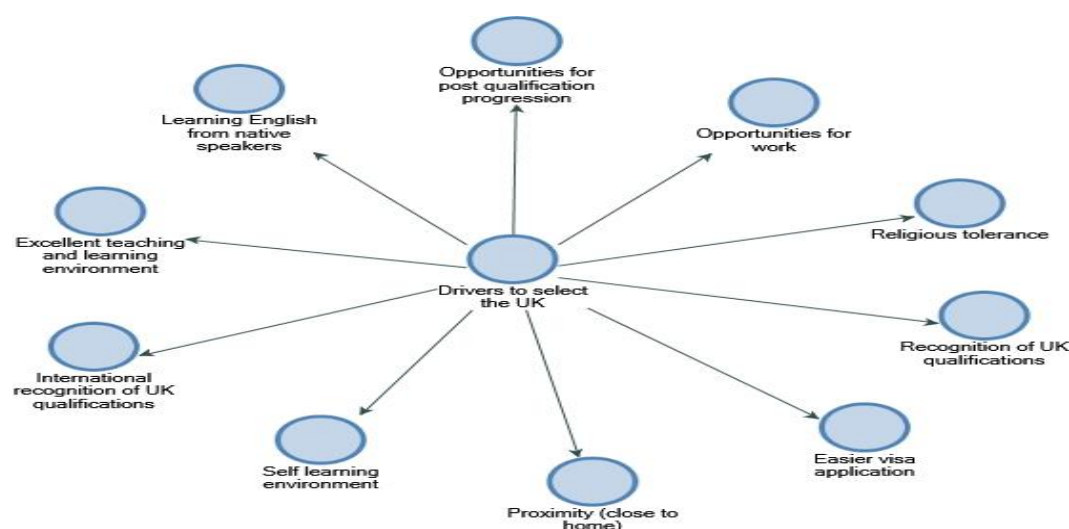 Opportunities for
post qualification
progression
Learning English
from native
speakers
Opportunities for
work
Excellent teaching
and learning
environment
Religious tolerance
Drivers to select
the UK
International
recognition of UK
qualifications
Recognition of UK
qualifications
Self learning
environment
Easier visa
application
Proximity (close to
home)